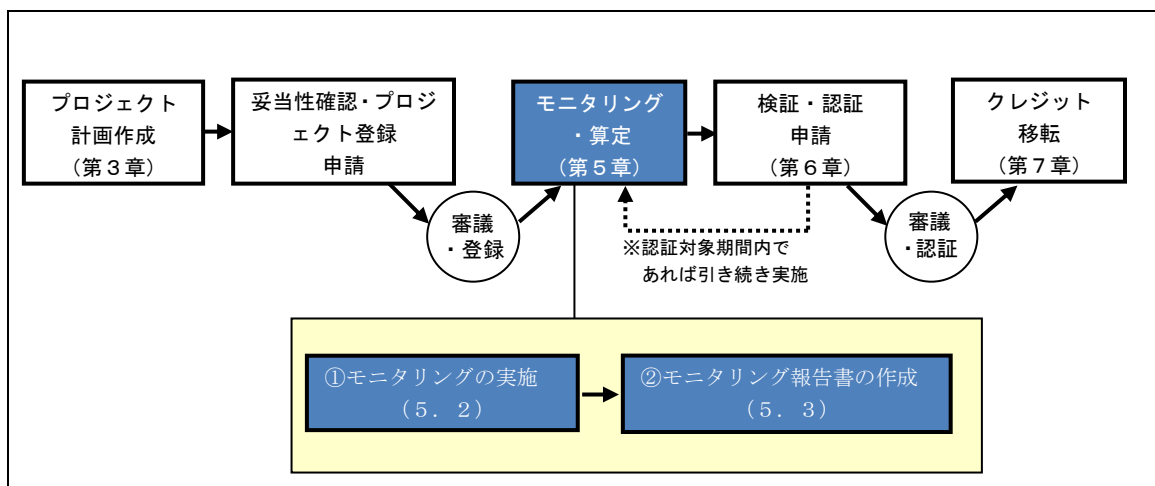 プロジェクト
計画作成
（第３章）
妥当性確認・プロジ
ェクト登録
申請
モニタリング
・算定
（第５章）
検証・認証
申請
（第６章）
クレジット
移転
（第７章）
審議
・登録
※認証対象期間内で
あれば引き続き実施
審議
・認証
①モニタリングの実施
（５．２）
②モニタリング報告書の作成
（５．３）